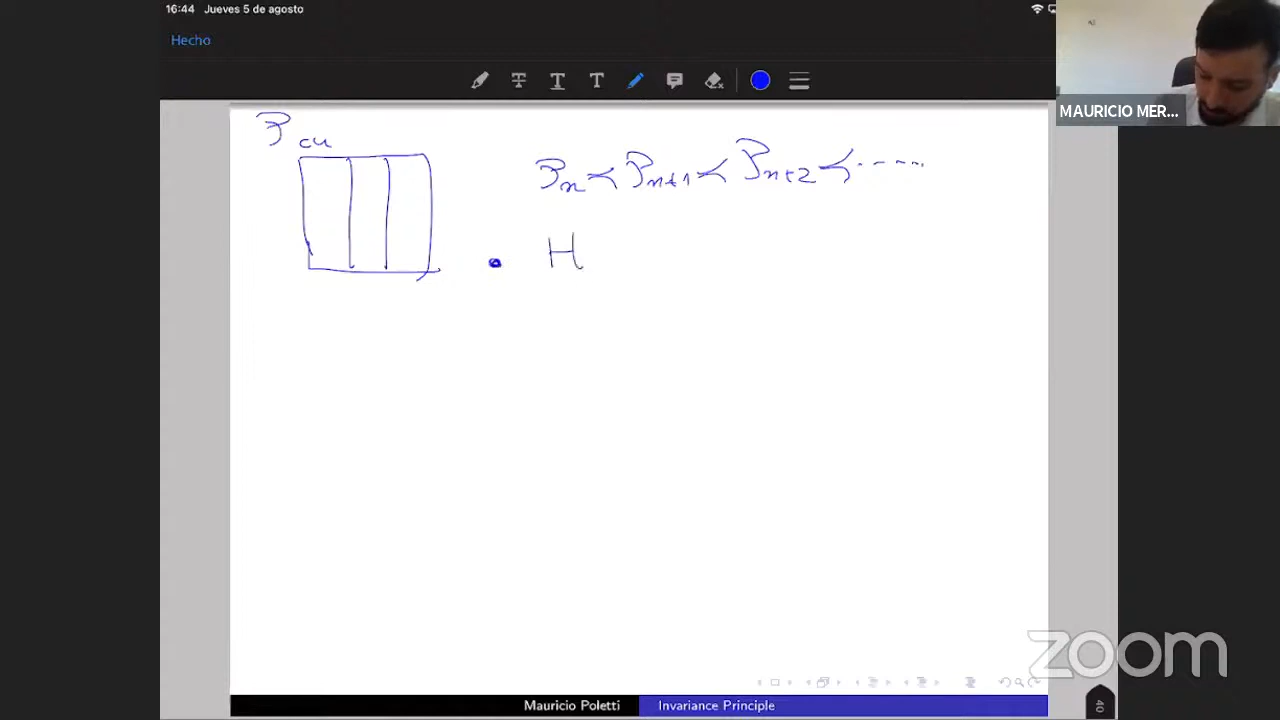 16:44 Jueves 5 de agosto
Hecho
MAURICIO MER...
P_cu
P_n ≺ P_n+1 ≺ P_n+2 ≺ ·----..
• H
zoom
Mauricio Poletti Invariance Principle
40